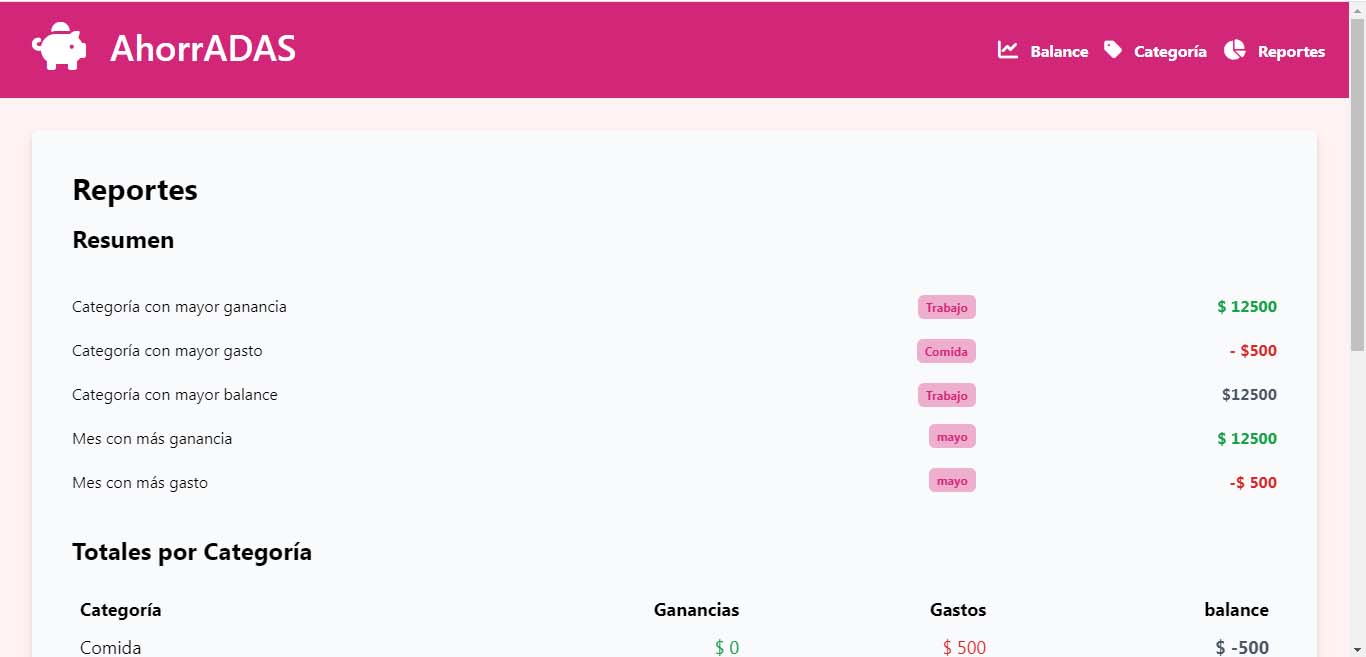 AhorrADAS Balance Categoría Reportes
Reportes
Resumen
Categoría con mayor ganancia Trabajo $ 12500
Categoría con mayor gasto Comida - $500
Categoría con mayor balance Trabajo $12500
Mes con más ganancia mayo $ 12500
Mes con más gasto mayo -$ 500
Totales por Categoría
Categoría Ganancias Gastos balance
Comida $ 0 $ 500 $ -500